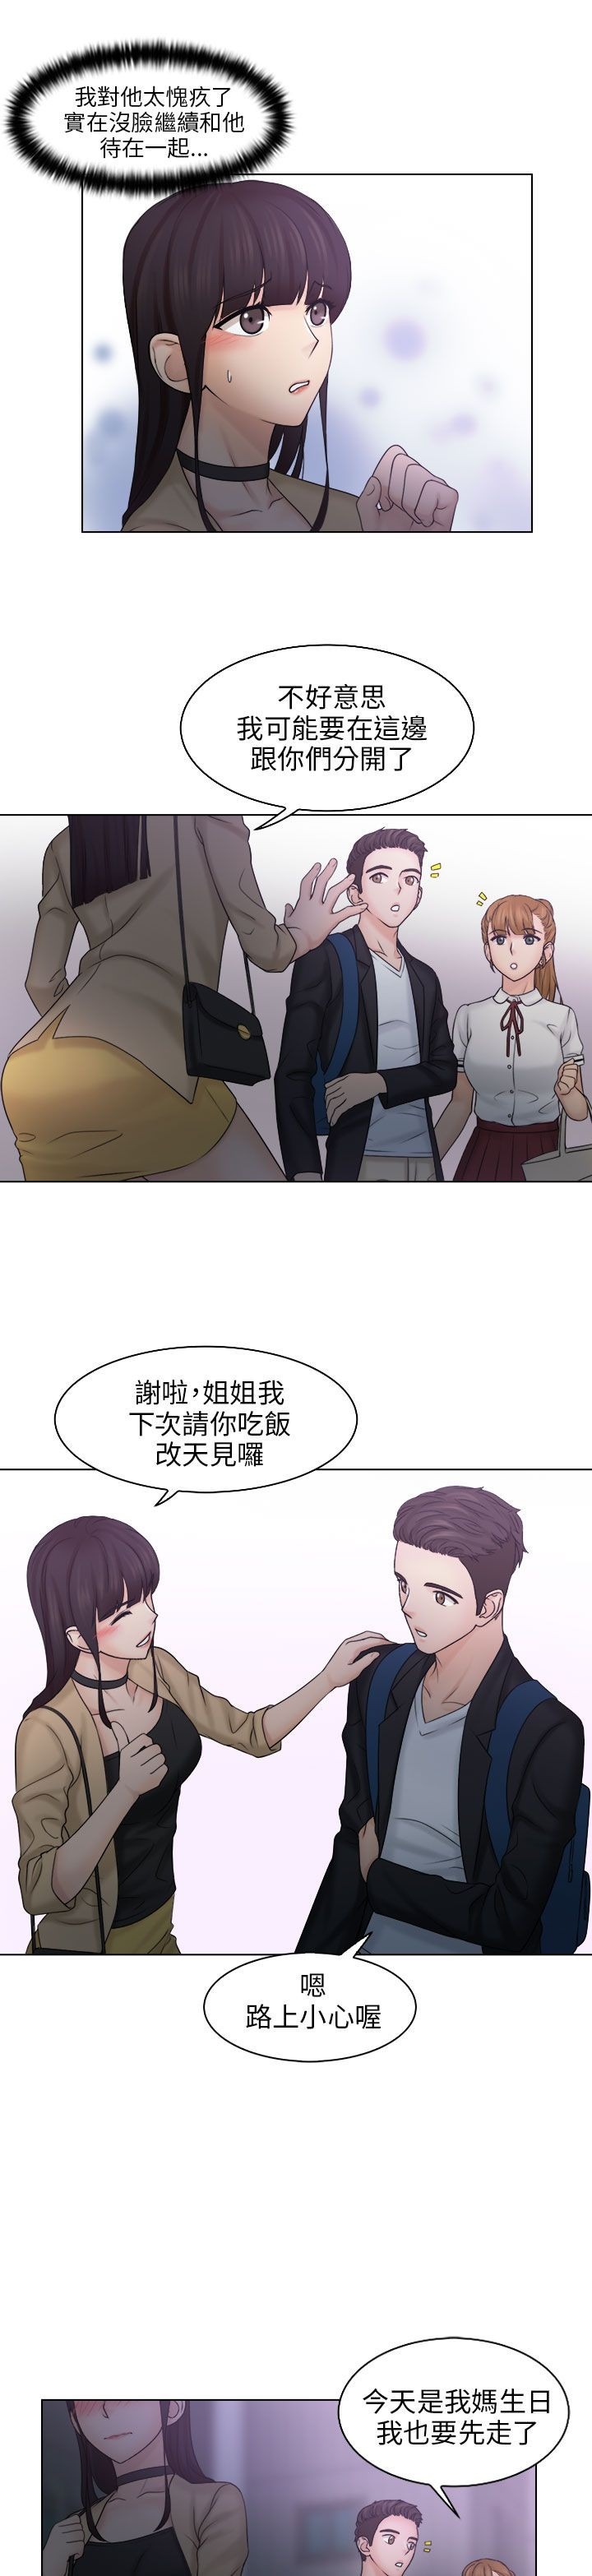 我對他太愧疚了
實在沒臉繼續和他
待在一起...
不好意思
我可能要在這邊
跟你們分開了
謝啦，姐姐我
下次請你吃飯
改天見囉
嗯
路上小心喔
今天是我媽生日
我也要先走了